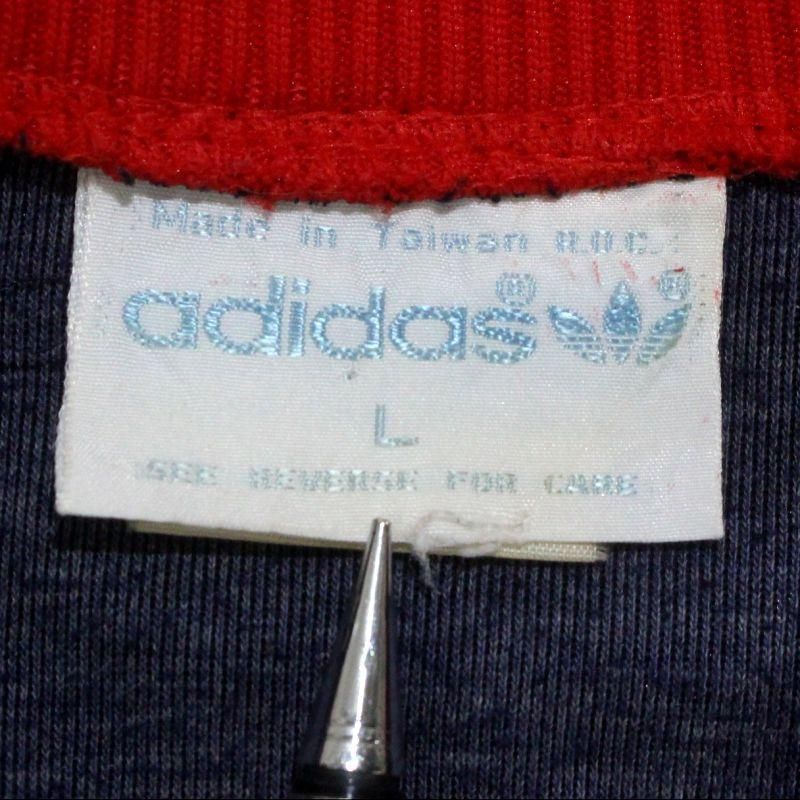 Made in Taiwan R.O.C.
adidas® ®
L
SEE REVERSE FOR CARE